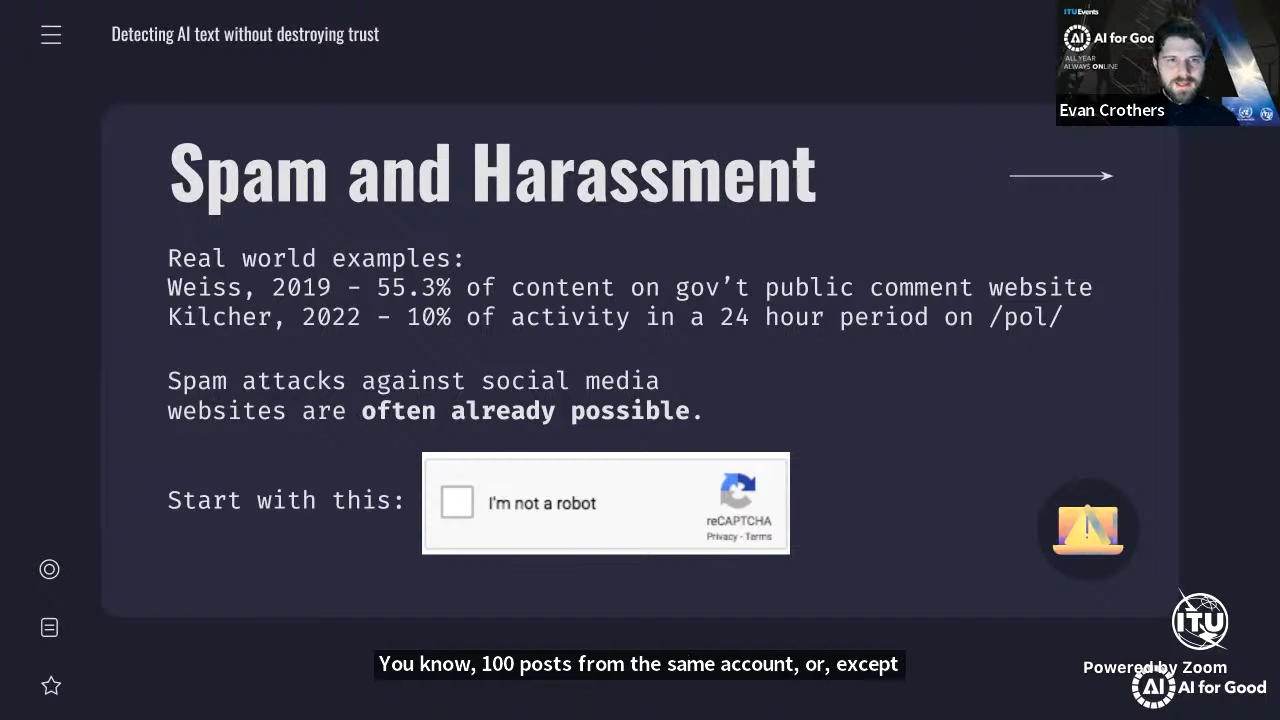 Detecting AI text without destroying trust
ITUEvents
AI for Goo
ALL YEAR
ALWAYS ONLINE
Evan Crothers
Spam and Harassment
Real world examples:
Weiss, 2019 - 55.3% of content on gov't public comment website
Kilcher, 2022 - 10% of activity in a 24 hour period on /pol/
Spam attacks against social media
websites are often already possible.
Start with this:
I'm not a robot
reCAPTCHA
Privacy - Terms
ITU
You know, 100 posts from the same account, or, except
Powered by Zoom
AI
AI for Good